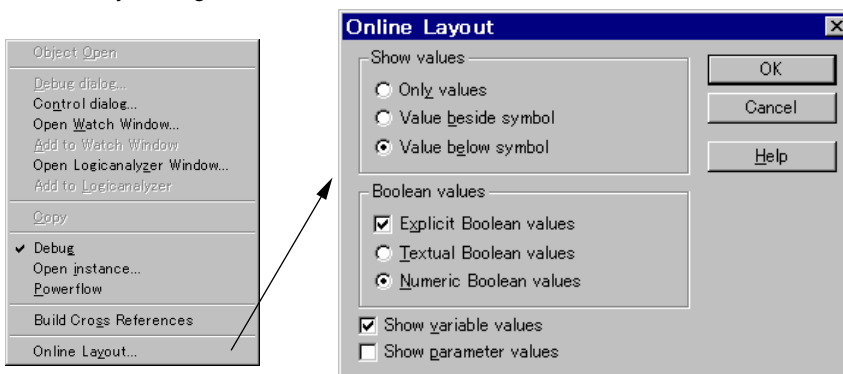 Object Open
Debug dialog...
Control dialog...
Open Watch Window...
Add to Watch Window
Open Logicanalyzer Window...
Add to Logicanalyzer
Copy
Debug
Open instance...
Powerflow
Build Cross References
Online Layout...
Online Layout
Show values
Only values
Value beside symbol
Value below symbol
Boolean values
Explicit Boolean values
Textual Boolean values
Numeric Boolean values
Show variable values
Show parameter values
OK
Cancel
Help